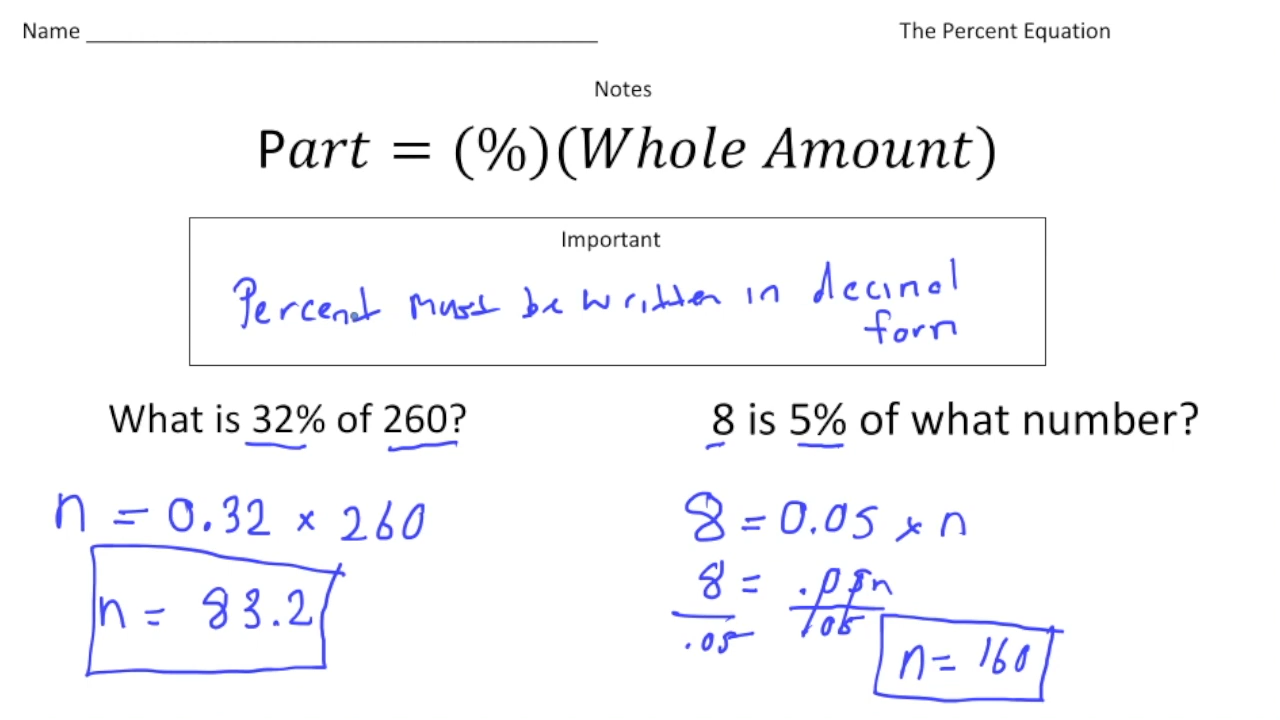 Name ________________ The Percent Equation
Notes
Part = (%)(Whole Amount)
Important
Percent must be written in decimal
form
What is 32% of 260? 8 is 5% of what number?
n = 0.32 × 260 8 = 0.05 × n
n = 83.2 8 = .05n
.05 .05
n = 160